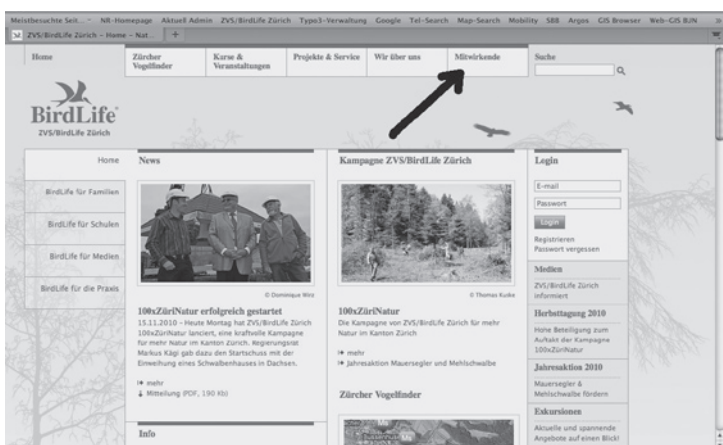 Meistbesuchte Seit... NR-Homepage Aktuell Admin ZVS/BirdLife Zürich Typo3-Verwaltung Google Tel-Search Map-Search Mobility SBB Argos GIS Browser Web-GIS BJN
ZVS/BirdLife Zürich – Home – Nat...
Home
Zürcher
Vogelfinder
Kurse &
Veranstaltungen
Projekte & Service
Wir über uns
Mitwirkende
Suche
BirdLife
ZVS/BirdLife Zürich
Home
BirdLife für Familien
BirdLife für Schulen
BirdLife für Medien
BirdLife für die Praxis
News
© Dominique Wirz
100xZüriNatur erfolgreich gestartet
15.11.2010 - Heute Montag hat ZVS/BirdLife Zürich
100xZüriNatur lanciert, eine kraftvolle Kampagne
für mehr Natur im Kanton Zürich. Regierungsrat
Markus Kägi gab dazu den Startschuss mit der
Einweihung eines Schwalbenhauses in Dachsen.
mehr
Mitteilung (PDF, 190 Kb)
Info
Kampagne ZVS/BirdLife Zürich
© Thomas Kuske
100xZüriNatur
Die Kampagne von ZVS/BirdLife Zürich für mehr
Natur im Kanton Zürich
mehr
Jahresaktion Mauersegler und Mehlschwalbe
Zürcher Vogelfinder
Login
E-mail
Passwort
Login
Registrieren
Passwort vergessen
Medien
ZVS/BirdLife Zürich
informiert
Herbsttagung 2010
Hohe Beteiligung zum
Auftakt der Kampagne
100xZüriNatur
Jahresaktion 2010
Mauersegler &
Mehlschwalbe fördern
Exkursionen
Aktuelle und spannende
Angebote auf einen Blick!